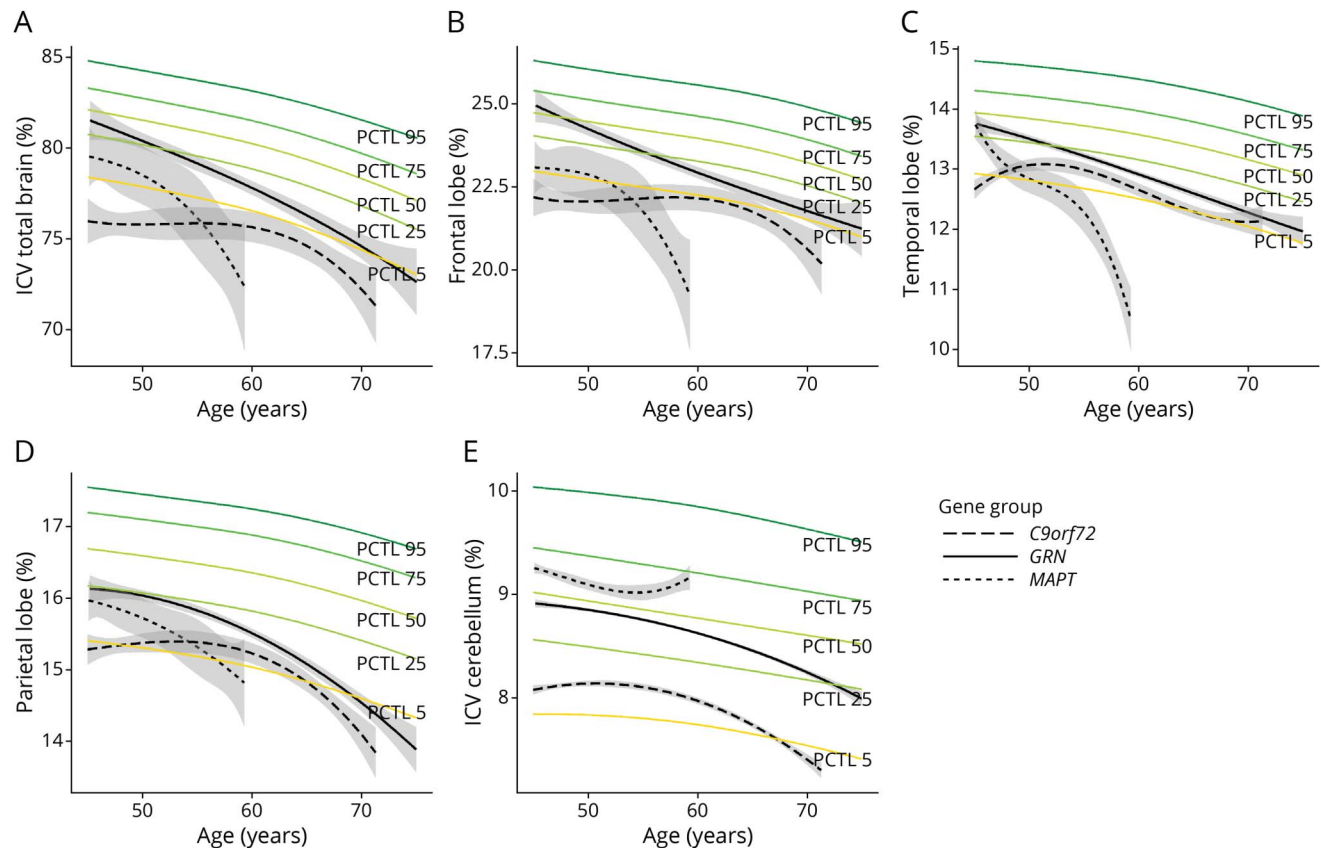 A
ICV total brain (%)
85
80
75
70
PCTL 95
PCTL 75
PCTL 50
PCTL 25
PCTL 5
50
60
70
Age (years)
B
Frontal lobe (%)
25.0
22.5
20.0
17.5
PCTL 95
PCTL 75
PCTL 50
PCTL 25
PCTL 5
50
60
70
Age (years)
C
Temporal lobe (%)
15
14
13
12
11
10
PCTL 95
PCTL 75
PCTL 50
PCTL 25
PCTL 5
50
60
70
Age (years)
D
Parietal lobe (%)
17
16
15
14
PCTL 95
PCTL 75
PCTL 50
PCTL 25
PCTL 5
50
60
70
Age (years)
E
ICV cerebellum (%)
10
9
8
PCTL 95
PCTL 75
PCTL 50
PCTL 25
PCTL 5
50
60
70
Age (years)
Gene group
C9orf72
GRN
MAPT